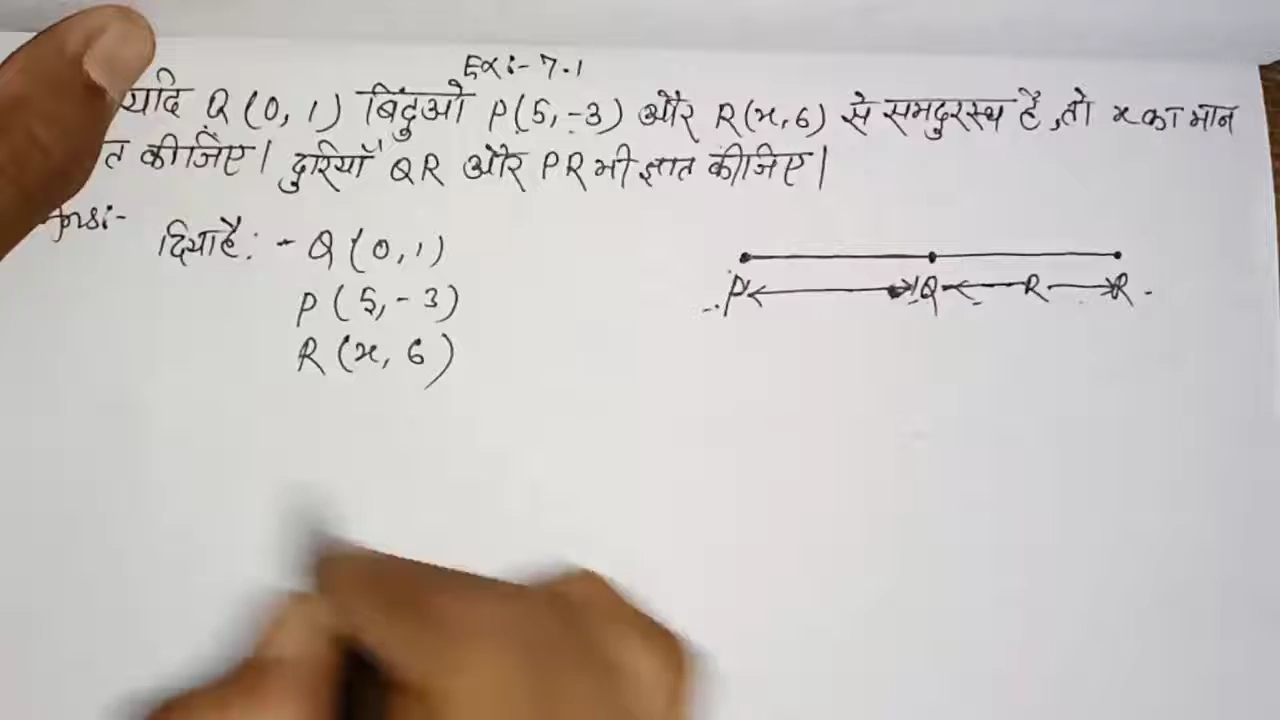 Ex:- 7.1
यदि Q(0, 1) बिंदुओ P(5, -3) और R(x, 6) से समदुरस्थ है, तो x का मान
त कीजिए। दुरियाँ QR और PR भी ज्ञात कीजिए।
Ans:-
दिया है: - Q(0, 1)
P(5, -3)
R(x, 6)
P Q R R